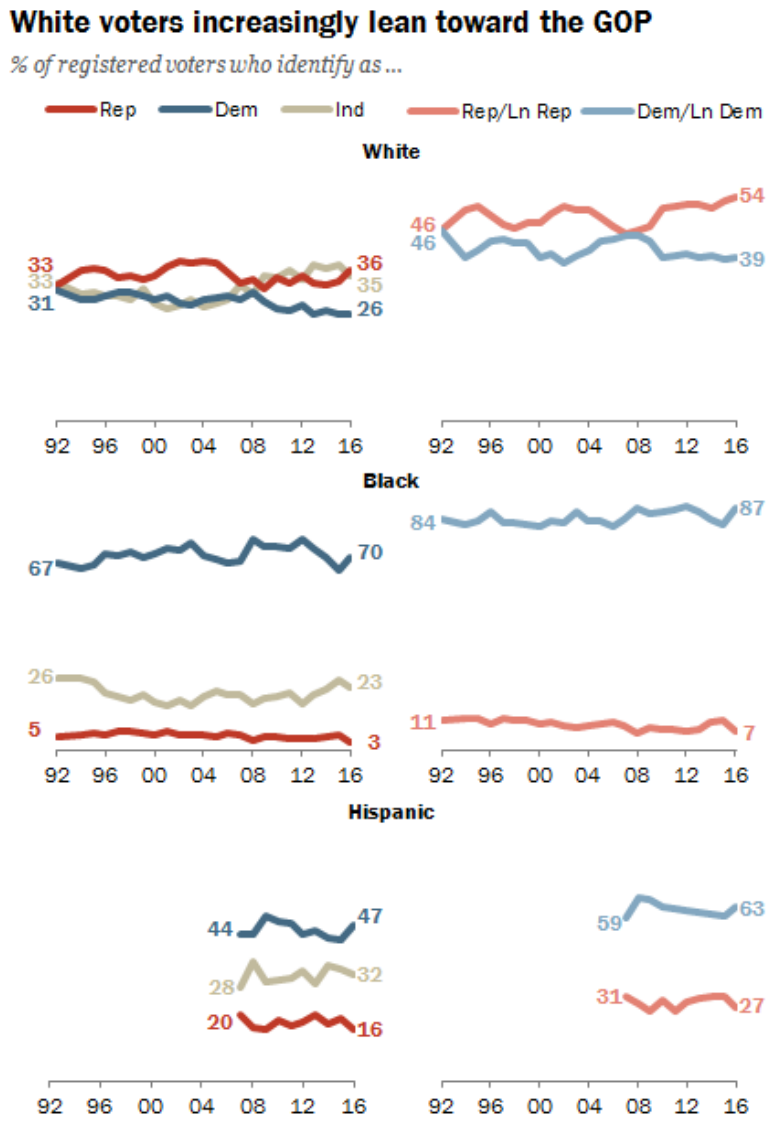 White voters increasingly lean toward the GOP
% of registered voters who identify as ...
Rep Dem Ind Rep/Ln Rep Dem/Ln Dem
White
33 33 31 36 35 26
46 46 54 39
92 96 00 04 08 12 16 92 96 00 04 08 12 16
Black
67 70 26 23 5 3
84 87 11 7
92 96 00 04 08 12 16 92 96 00 04 08 12 16
Hispanic
44 47 28 32 20 16
59 63 31 27
92 96 00 04 08 12 16 92 96 00 04 08 12 16